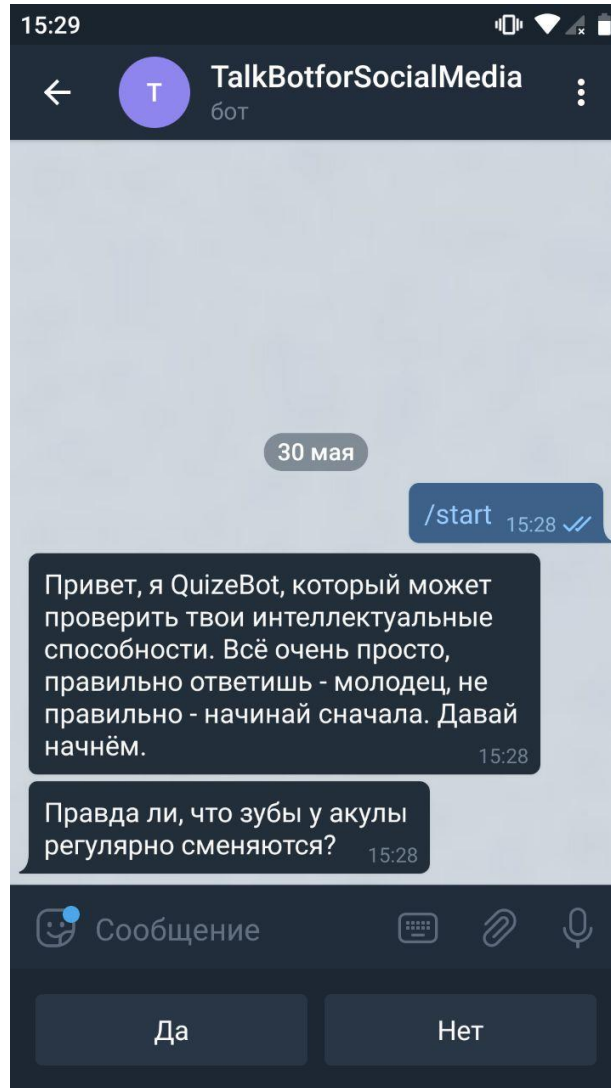 15:29
TalkBotforSocialMedia
T
бот
30 мая
/start 15:28
Привет, я QuizeBot, который может
проверить твои интеллектуальные
способности. Всё очень просто,
правильно ответишь - молодец, не
правильно - начинай сначала. Давай
начнём. 15:28
Правда ли, что зубы у акулы
регулярно сменяются? 15:28
Сообщение
Да Нет